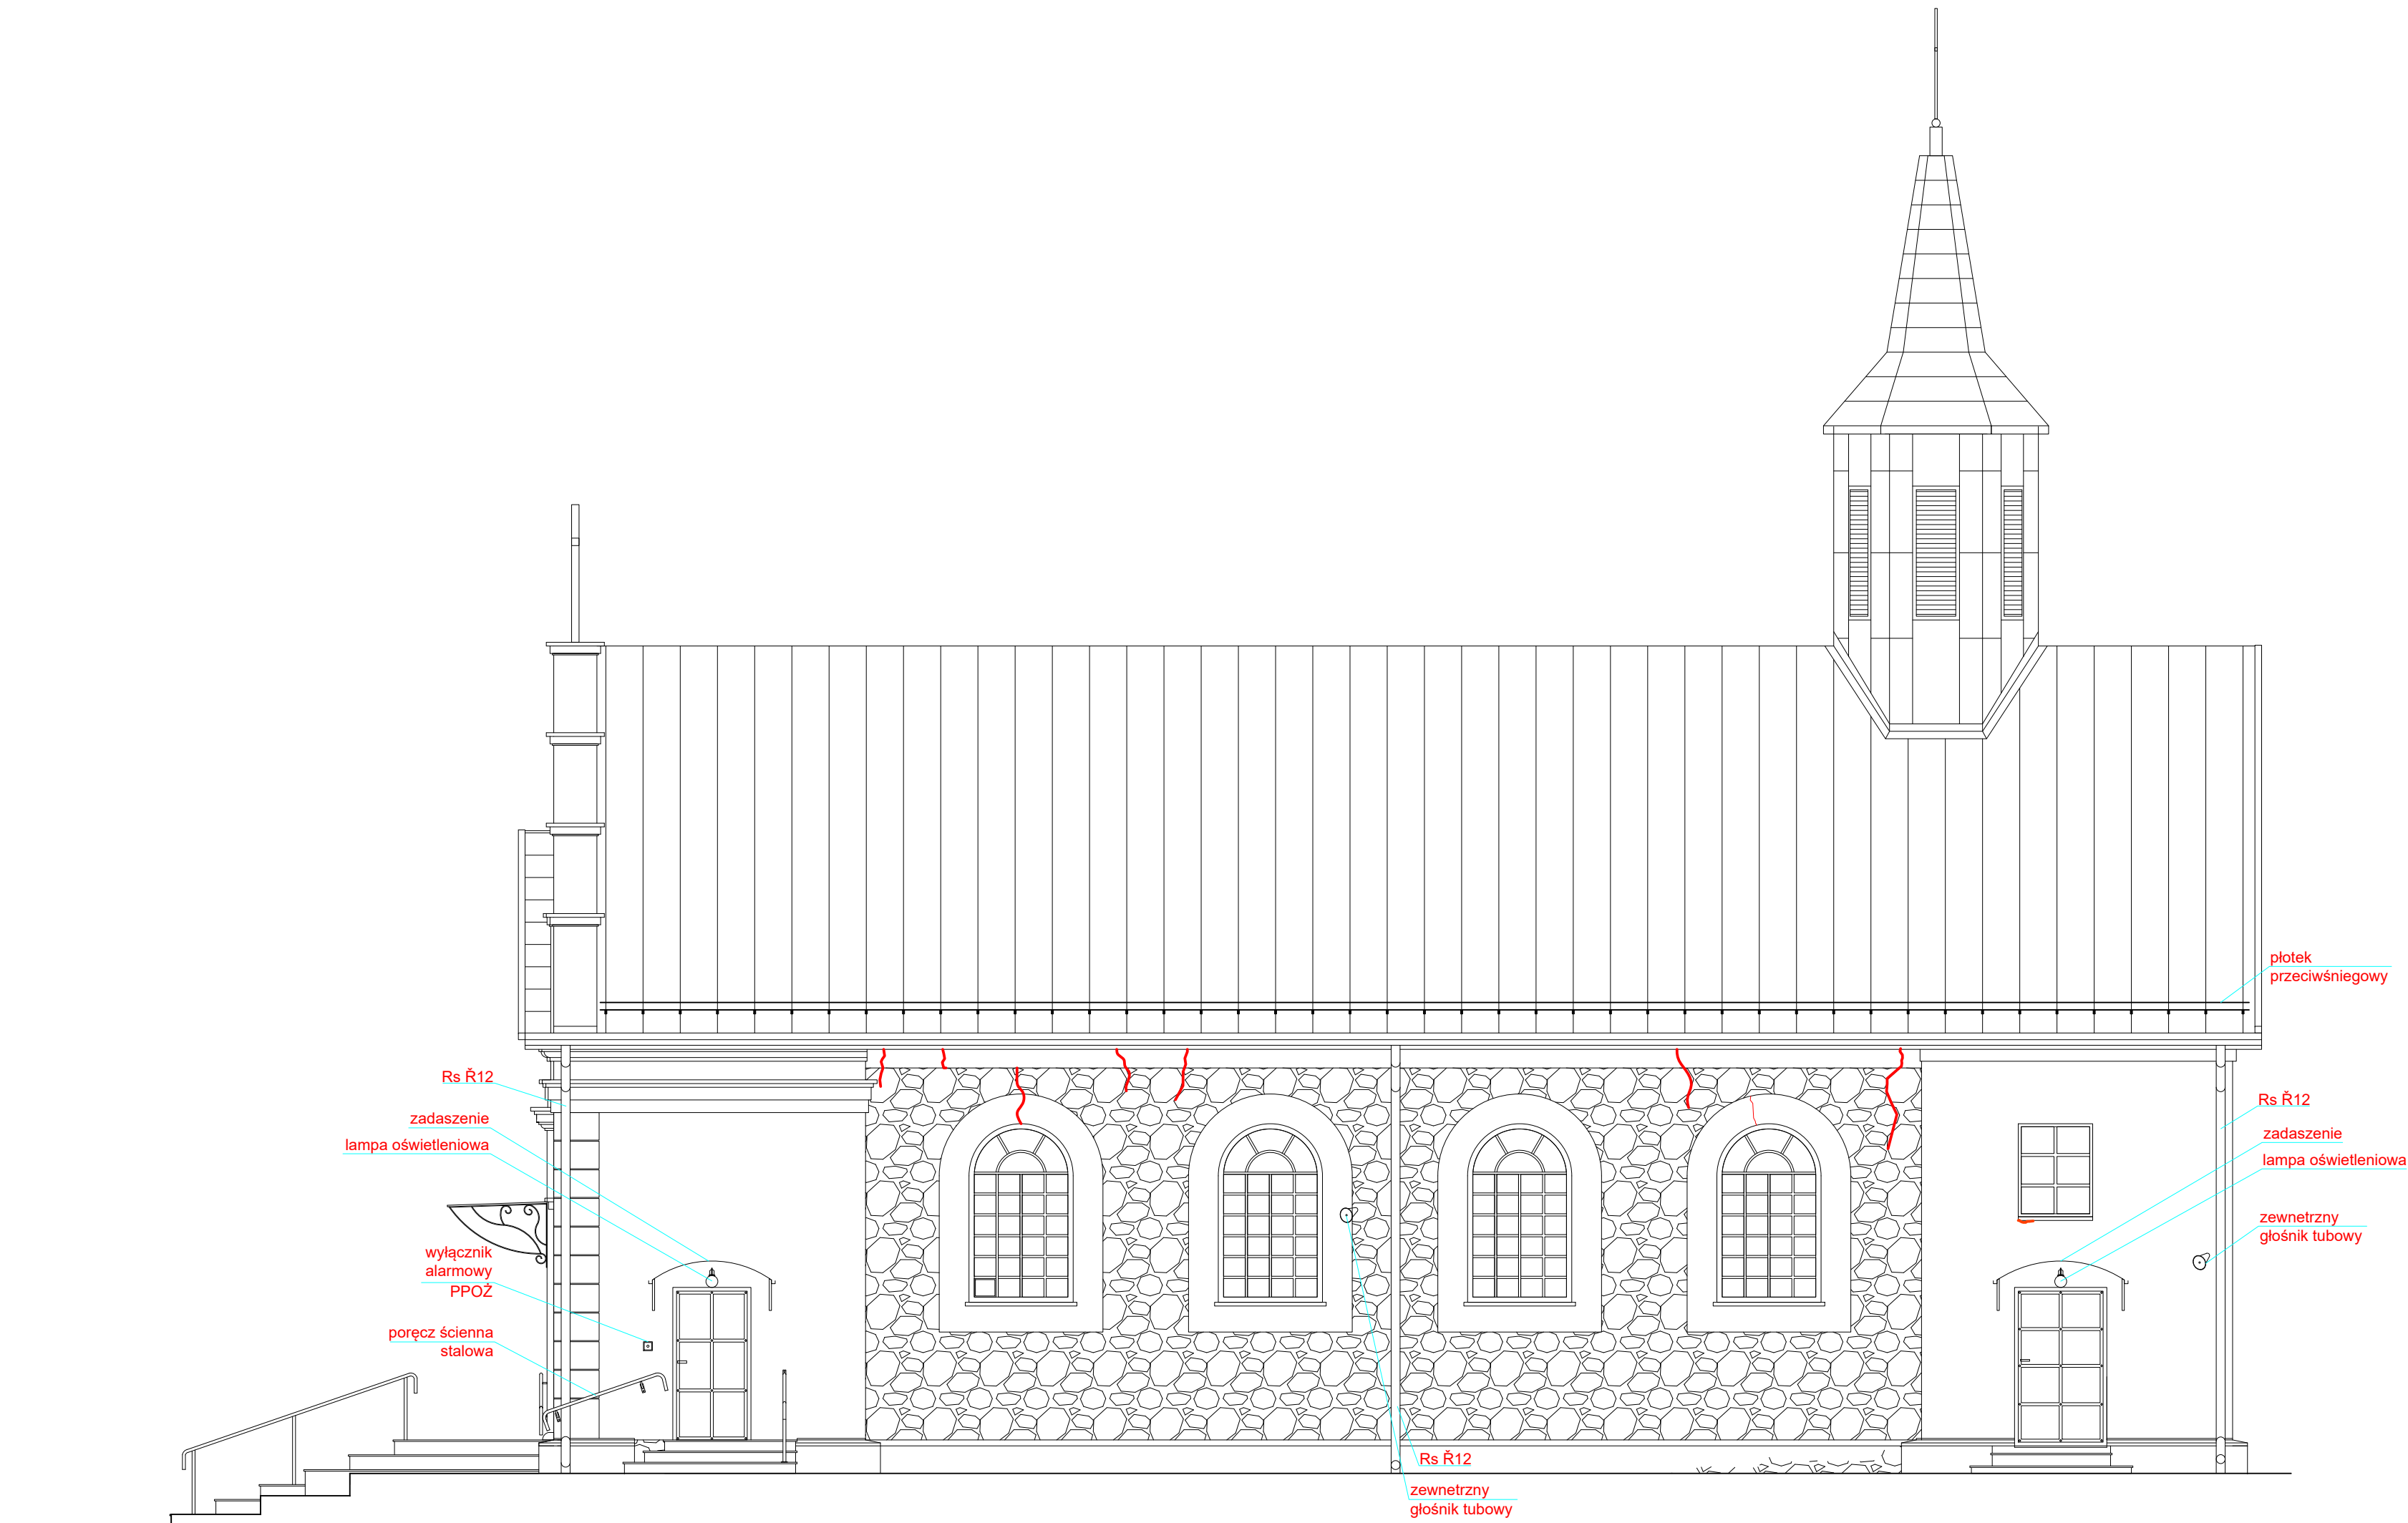 płotek
przeciwśniegowy
Rs Ř12
zadaszenie
lampa oświetleniowa
wyłącznik
alarmowy
PPOŻ
poręcz ścienna
stalowa
Rs Ř12
zadaszenie
lampa oświetleniowa
zewnetrzny
głośnik tubowy
Rs Ř12
zewnetrzny
głośnik tubowy